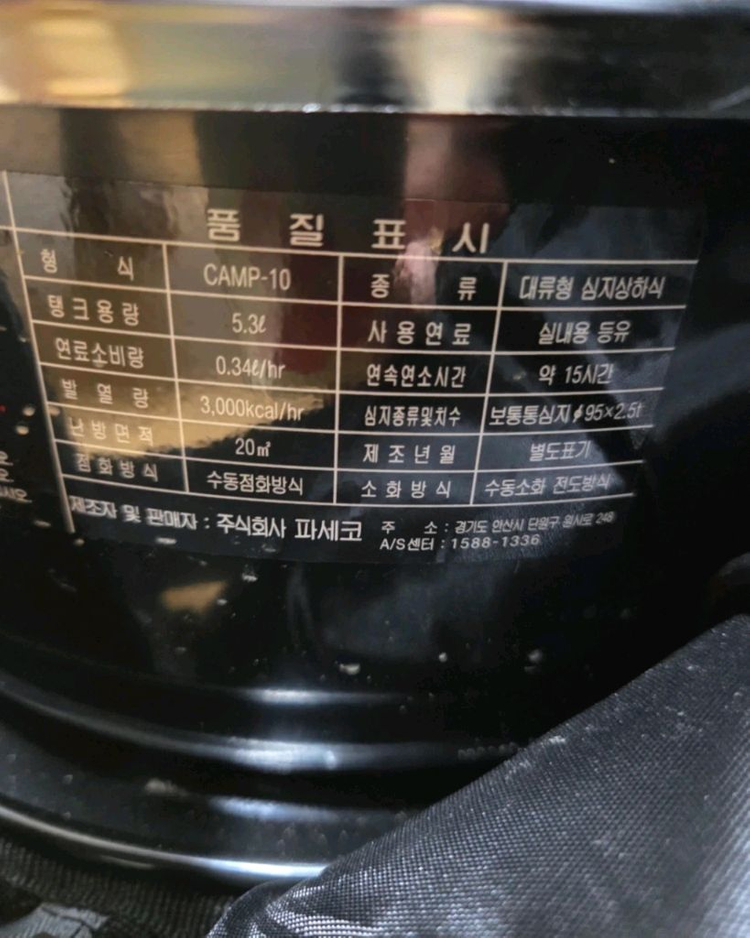 품 질 표 시
형 식 CAMP-10 종 류 대류형 심지상하식
탱크용량 5.3ℓ 사용연료 실내용 등유
연료소비량 0.34ℓ/hr 연속연소시간 약 15시간
발 열 량 3,000kcal/hr 심지종류및치수 보통통심지 ϕ95×2.5t
난방면적 20㎡ 제조년월 별도표기
점화방식 수동점화방식 소화방식 수동소화 전도방식
제조자 및 판매자 : 주식회사 파세코 주 소 : 경기도 안산시 단원구 원시로 248
A/S센터 : 1588-1336